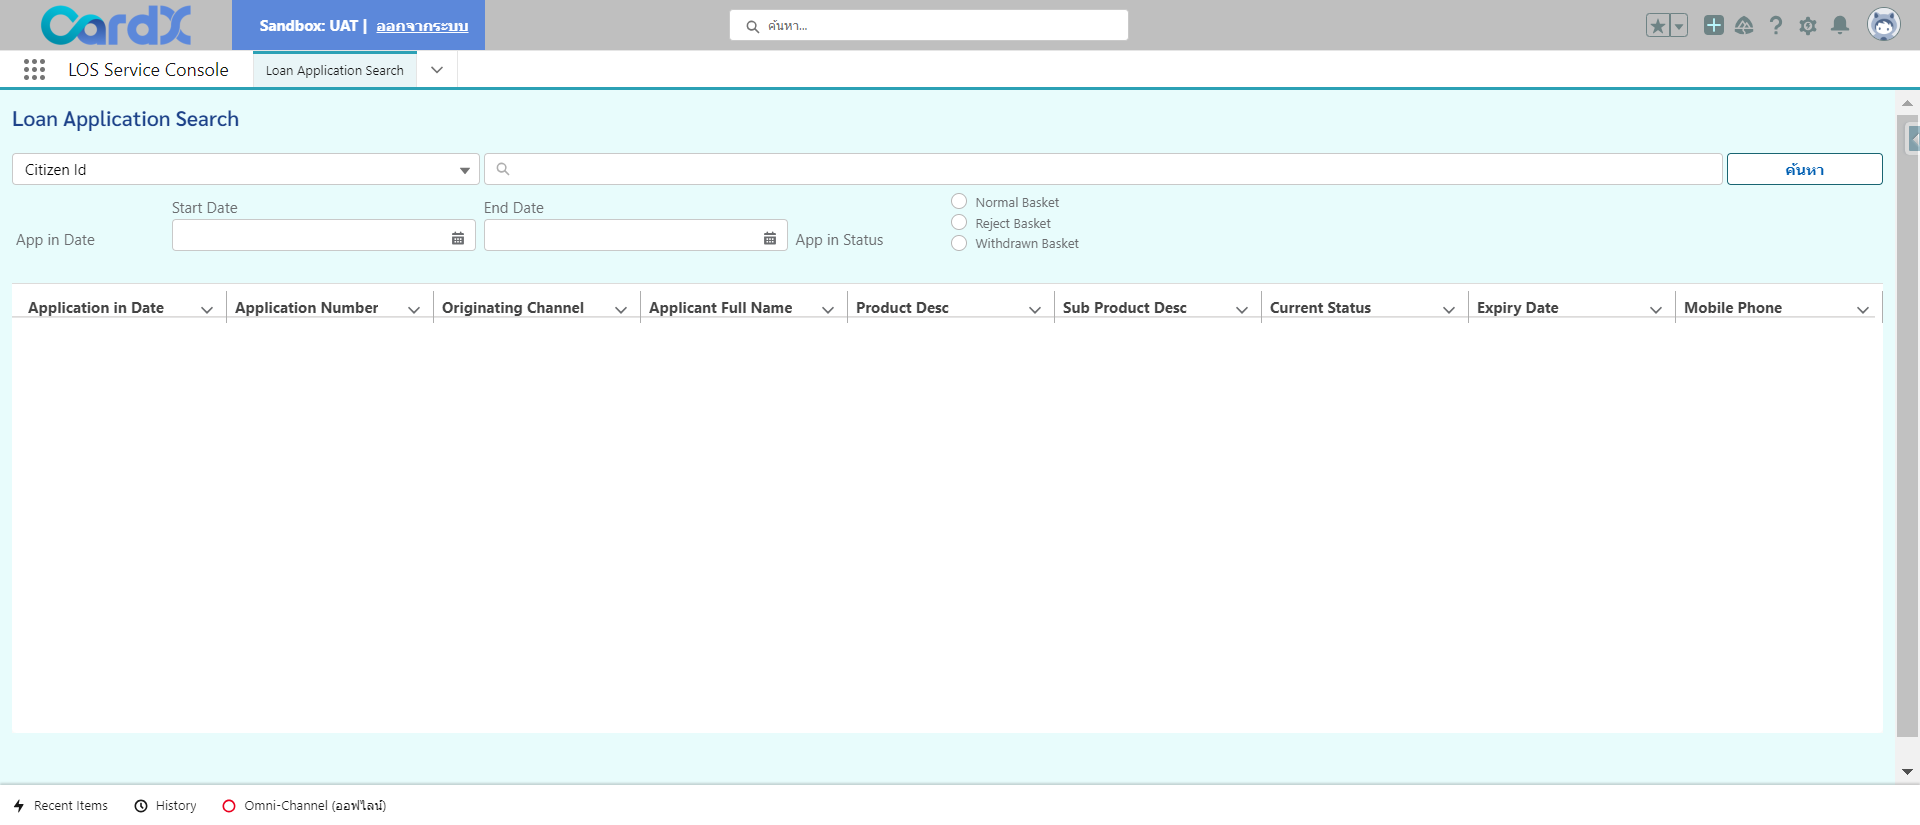 CardX
Sandbox: UAT | ออกจากระบบ
ค้นหา...
LOS Service Console
Loan Application Search
Loan Application Search
Citizen Id
ค้นหา
Start Date
End Date
App in Date
App in Status
Normal Basket
Reject Basket
Withdrawn Basket
Application in Date
Application Number
Originating Channel
Applicant Full Name
Product Desc
Sub Product Desc
Current Status
Expiry Date
Mobile Phone
Recent Items
History
Omni-Channel (ออฟไลน์)